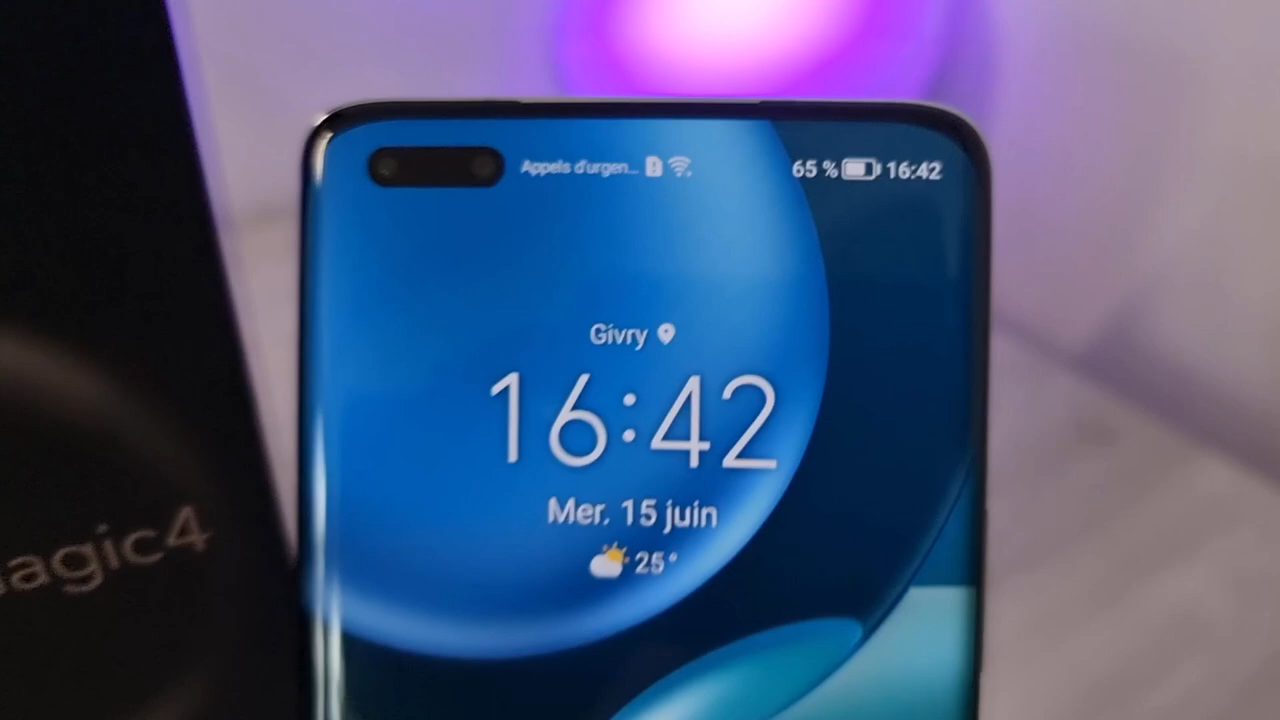 Appels d'urgen... 65 % 16:42
Givry
16:42
Mer. 15 juin
25°
agic4